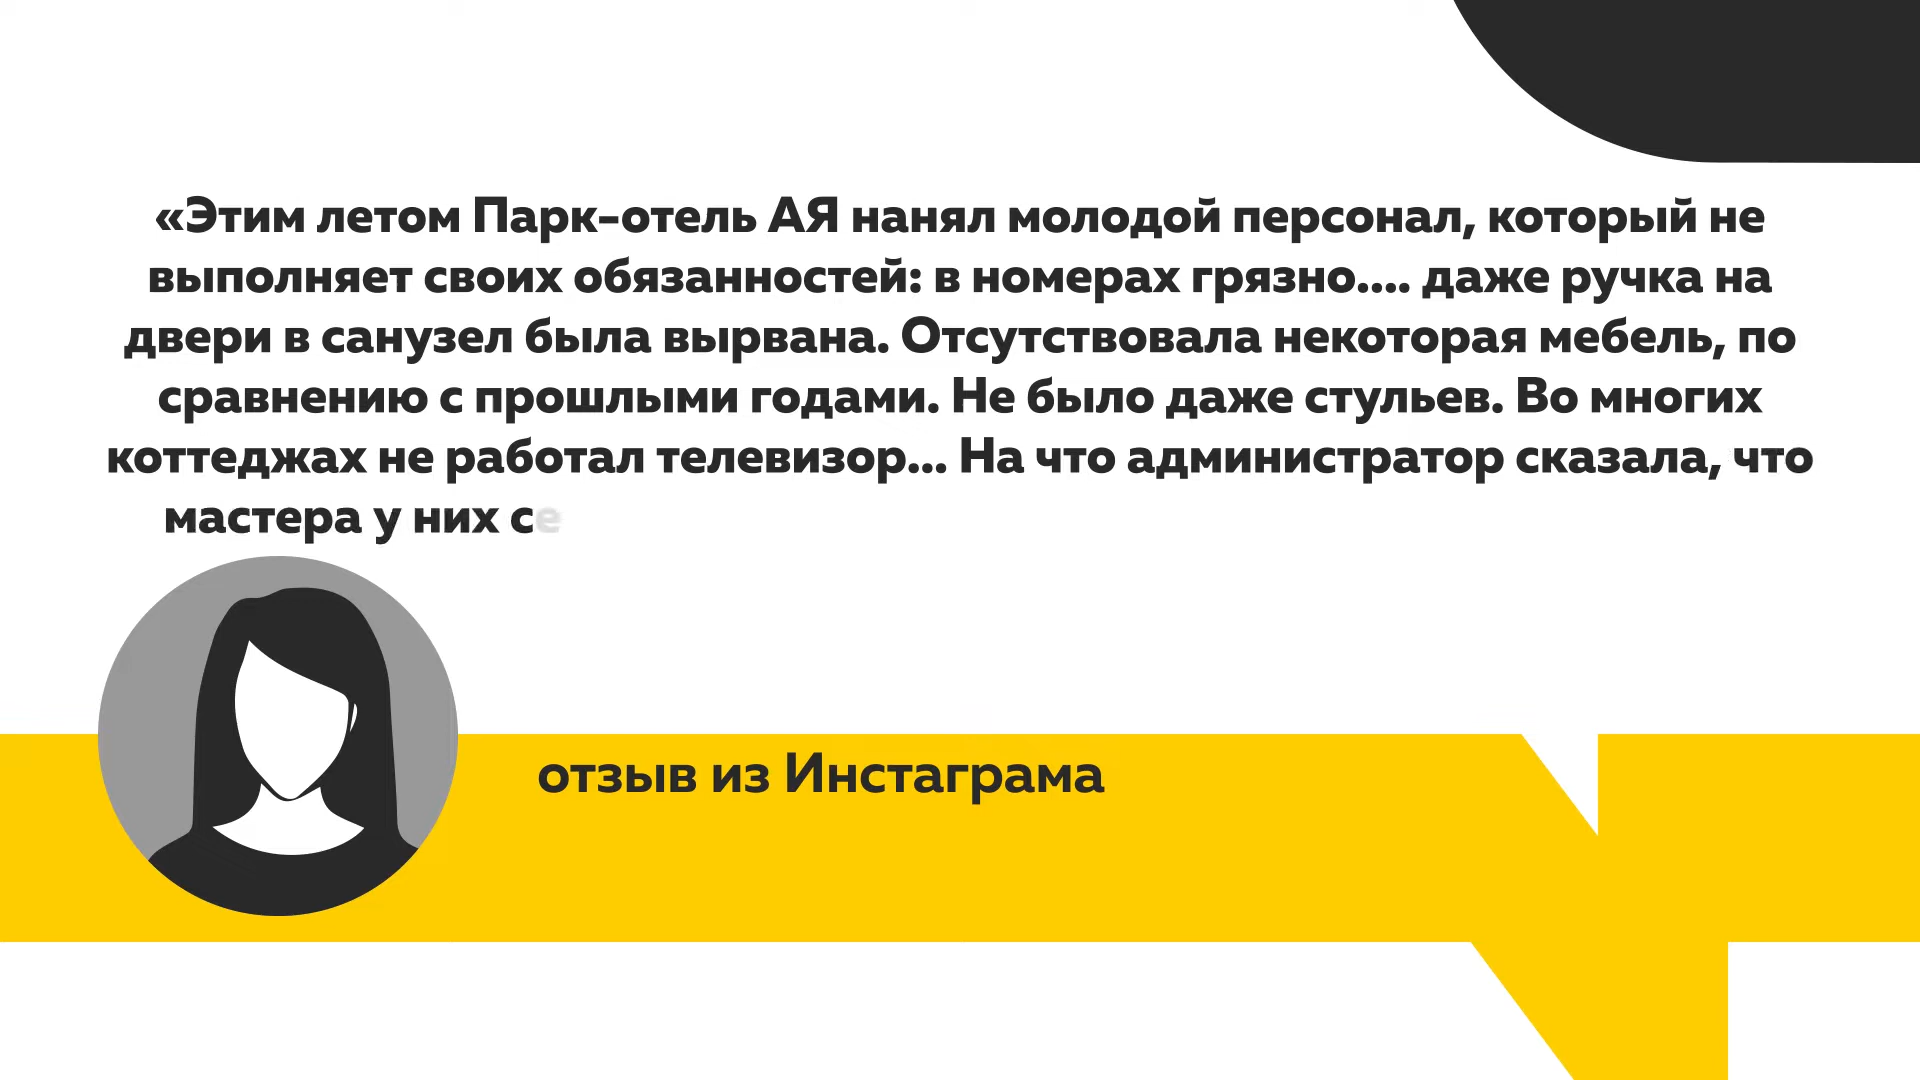 «Этим летом Парк-отель АЯ нанял молодой персонал, который не
выполняет своих обязанностей: в номерах грязно.... даже ручка на
двери в санузел была вырвана. Отсутствовала некоторая мебель, по
сравнению с прошлыми годами. Не было даже стульев. Во многих
коттеджах не работал телевизор... На что администратор сказала, что
мастера у них се
отзыв из Инстаграма